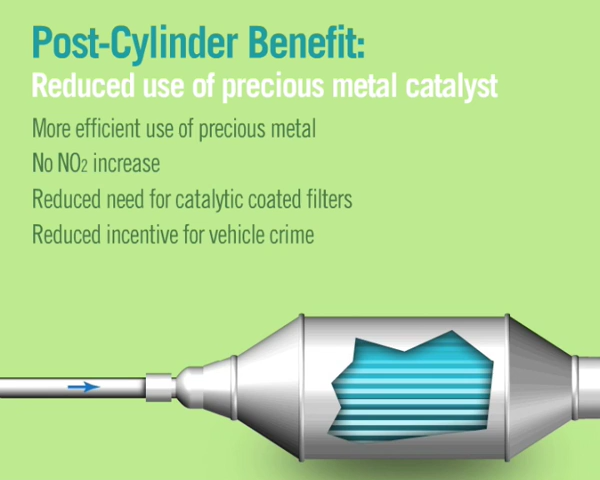 Post-Cylinder Benefit:
Reduced use of precious metal catalyst
More efficient use of precious metal
No NO₂ increase
Reduced need for catalytic coated filters
Reduced incentive for vehicle crime